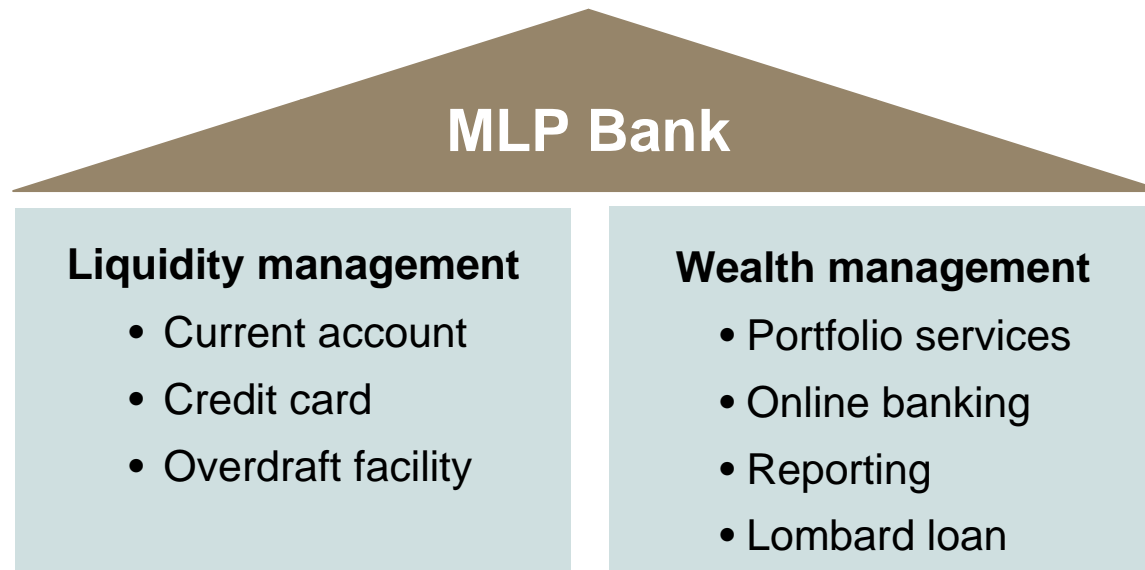 MLP Bank
Liquidity management
• Current account
• Credit card
• Overdraft facility
Wealth management
• Portfolio services
• Online banking
• Reporting
• Lombard loan